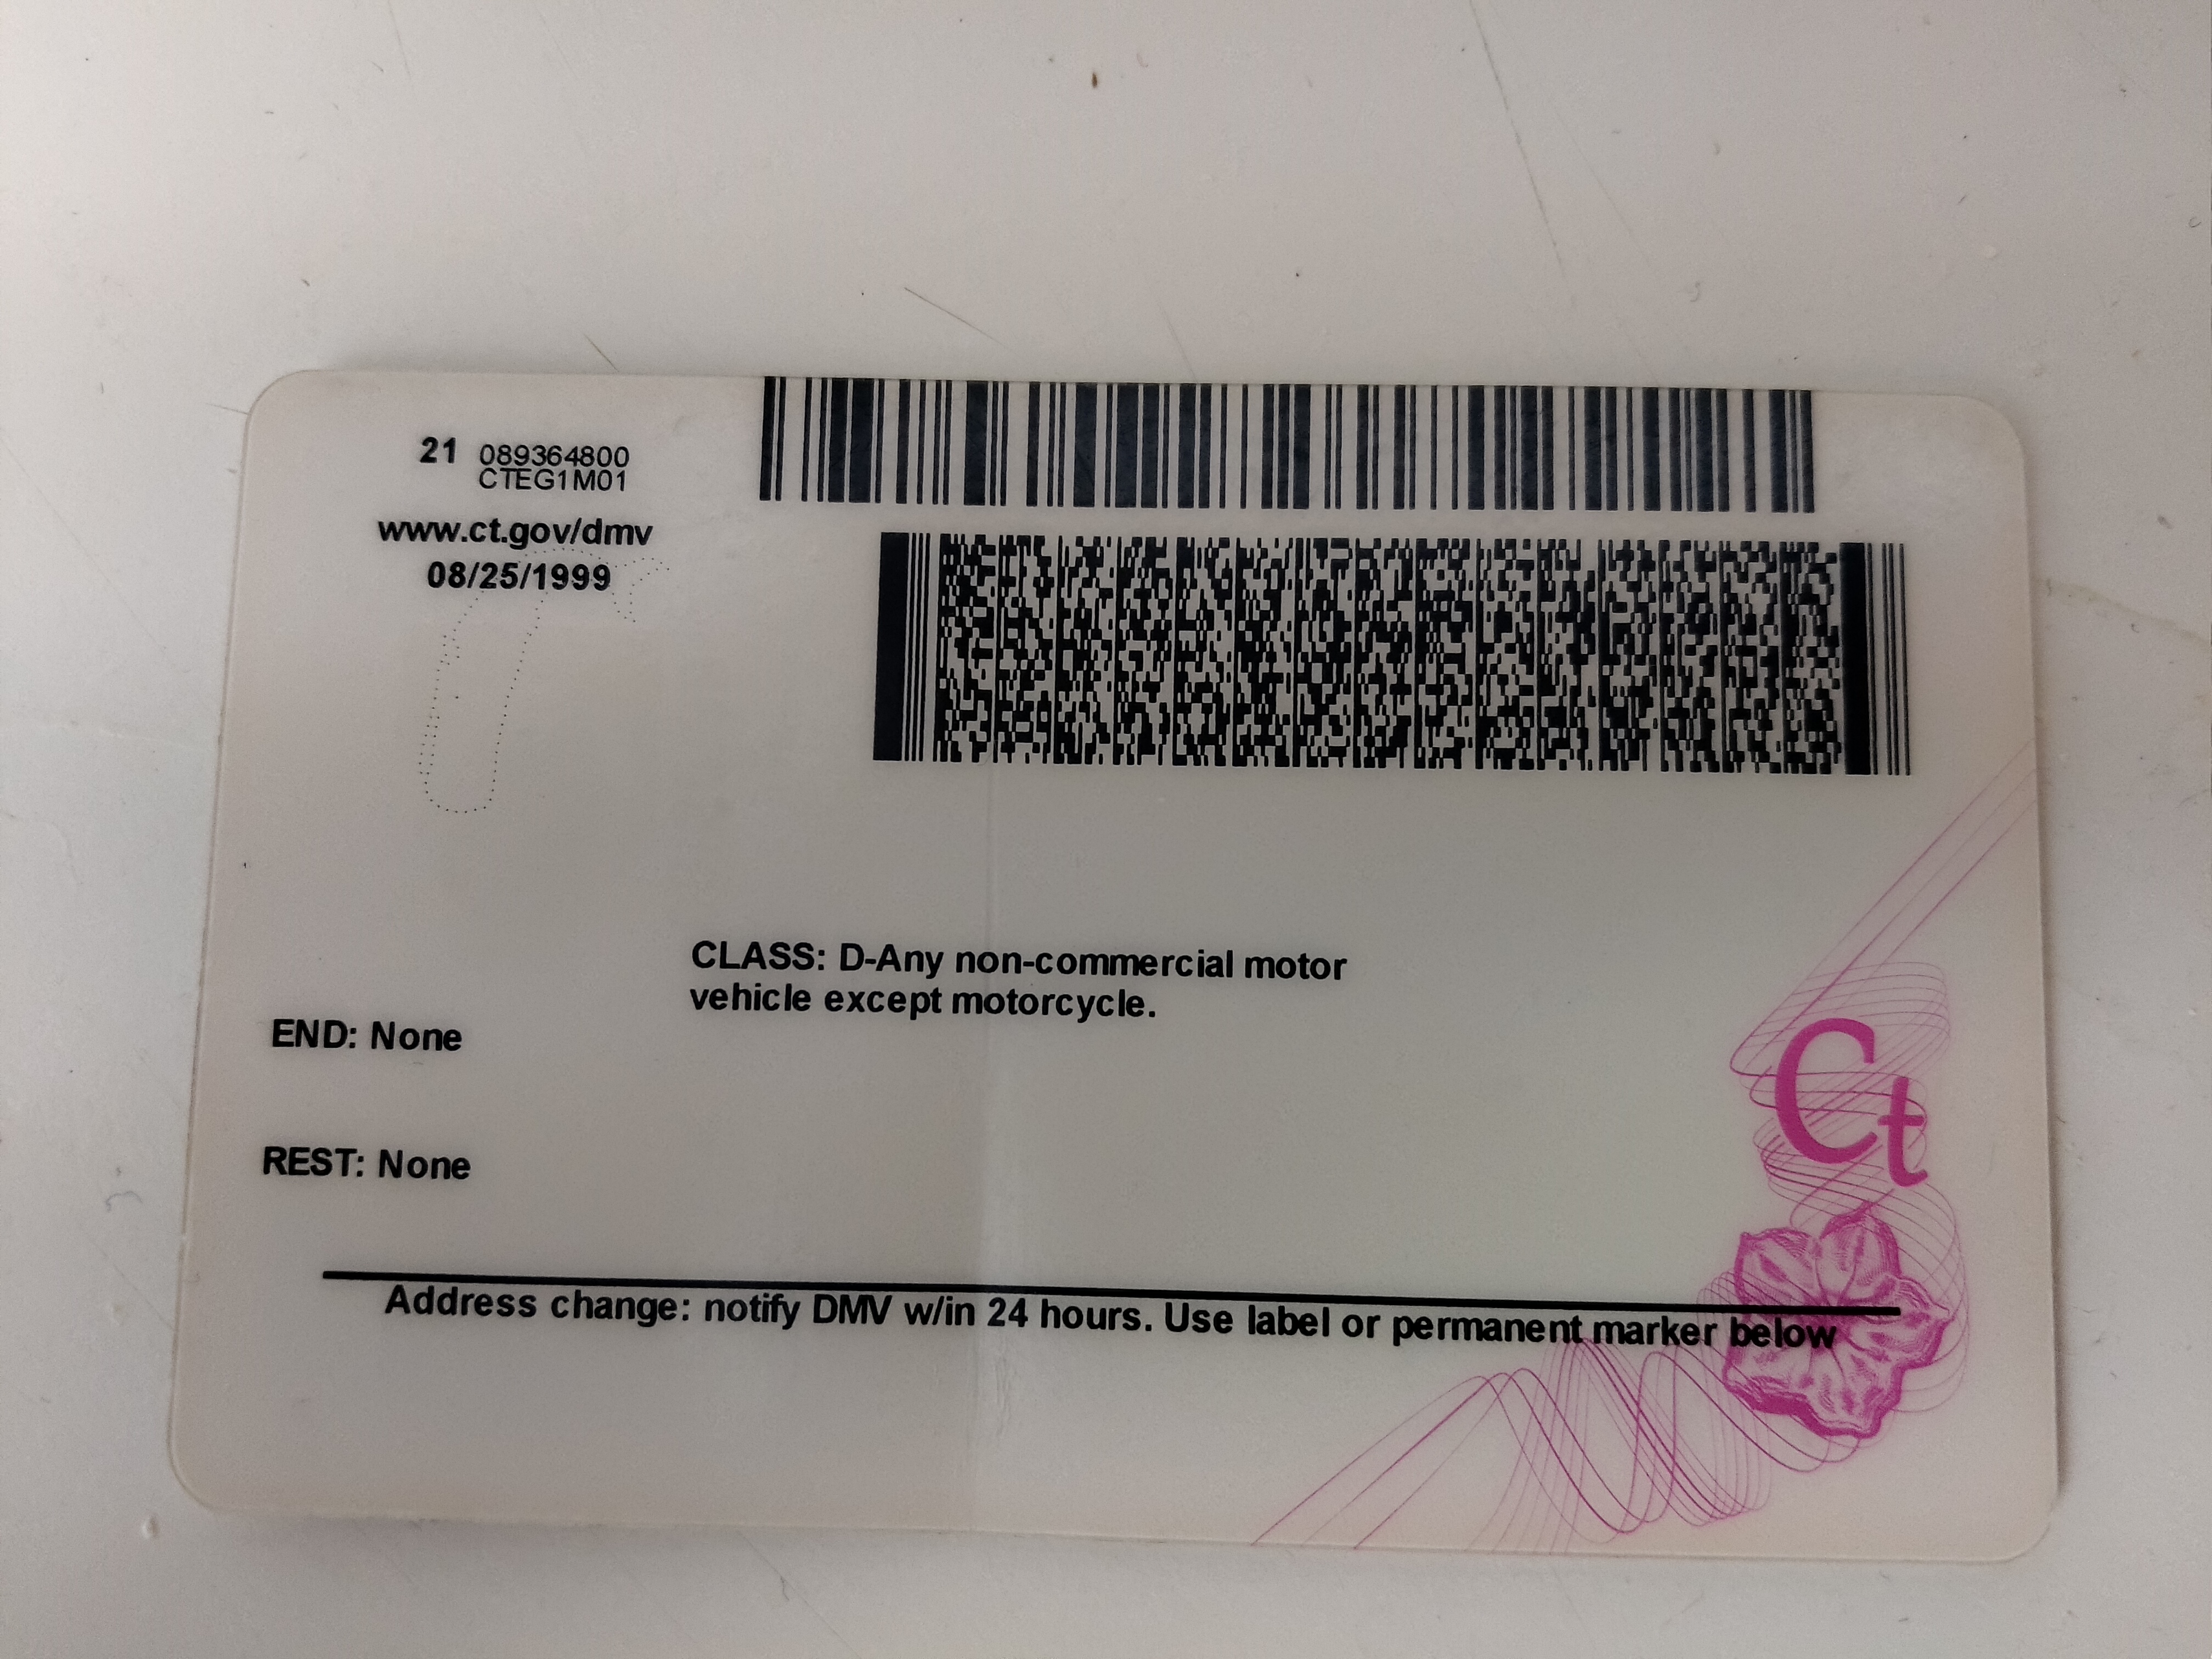 21 089364800
CTEG1M01
www.ct.gov/dmv
08/25/1999
CLASS: D-Any non-commercial motor
vehicle except motorcycle.
END: None
REST: None
Ct
Address change: notify DMV w/in 24 hours. Use label or permanent marker below